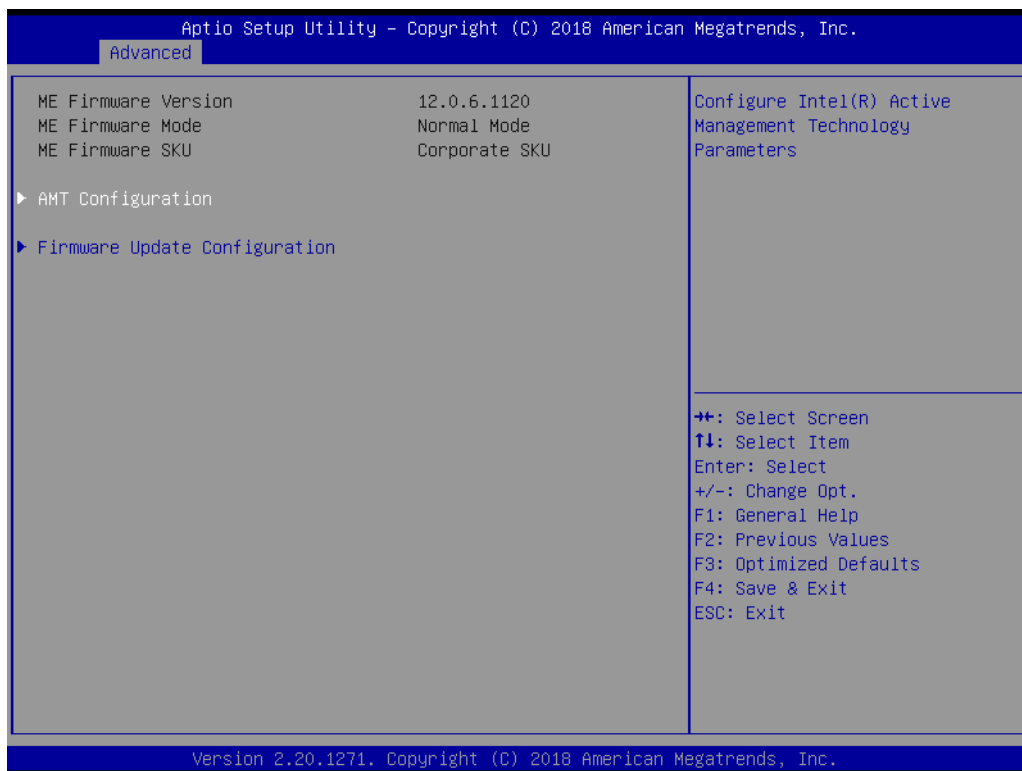 Aptio Setup Utility – Copyright (C) 2018 American Megatrends, Inc.
Advanced
ME Firmware Version 12.0.6.1120
ME Firmware Mode Normal Mode
ME Firmware SKU Corporate SKU
▶ AMT Configuration
▶ Firmware Update Configuration
Configure Intel(R) Active
Management Technology
Parameters
→←: Select Screen
↑↓: Select Item
Enter: Select
+/-: Change Opt.
F1: General Help
F2: Previous Values
F3: Optimized Defaults
F4: Save & Exit
ESC: Exit
Version 2.20.1271. Copyright (C) 2018 American Megatrends, Inc.